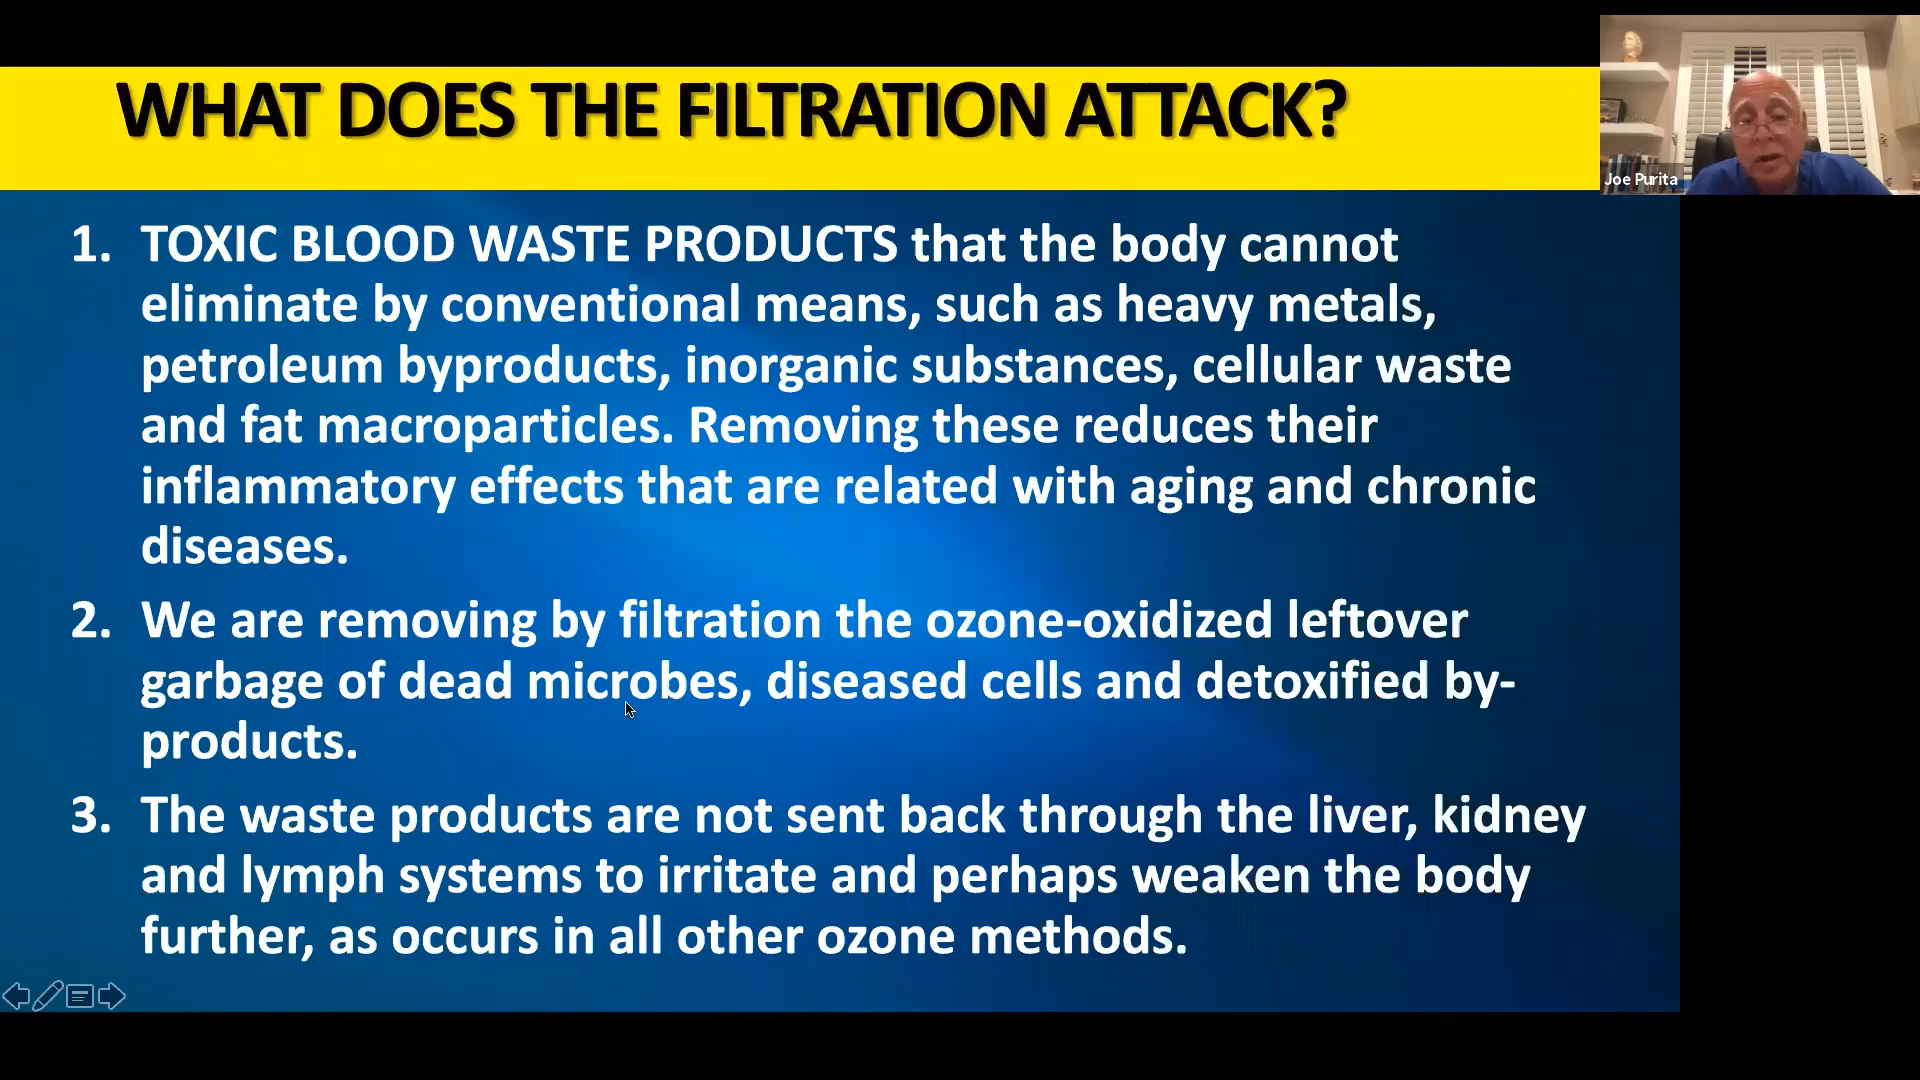 WHAT DOES THE FILTRATION ATTACK?
Joe Purita
1. TOXIC BLOOD WASTE PRODUCTS that the body cannot
eliminate by conventional means, such as heavy metals,
petroleum byproducts, inorganic substances, cellular waste
and fat macroparticles. Removing these reduces their
inflammatory effects that are related with aging and chronic
diseases.
2. We are removing by filtration the ozone-oxidized leftover
garbage of dead microbes, diseased cells and detoxified by-
products.
3. The waste products are not sent back through the liver, kidney
and lymph systems to irritate and perhaps weaken the body
further, as occurs in all other ozone methods.